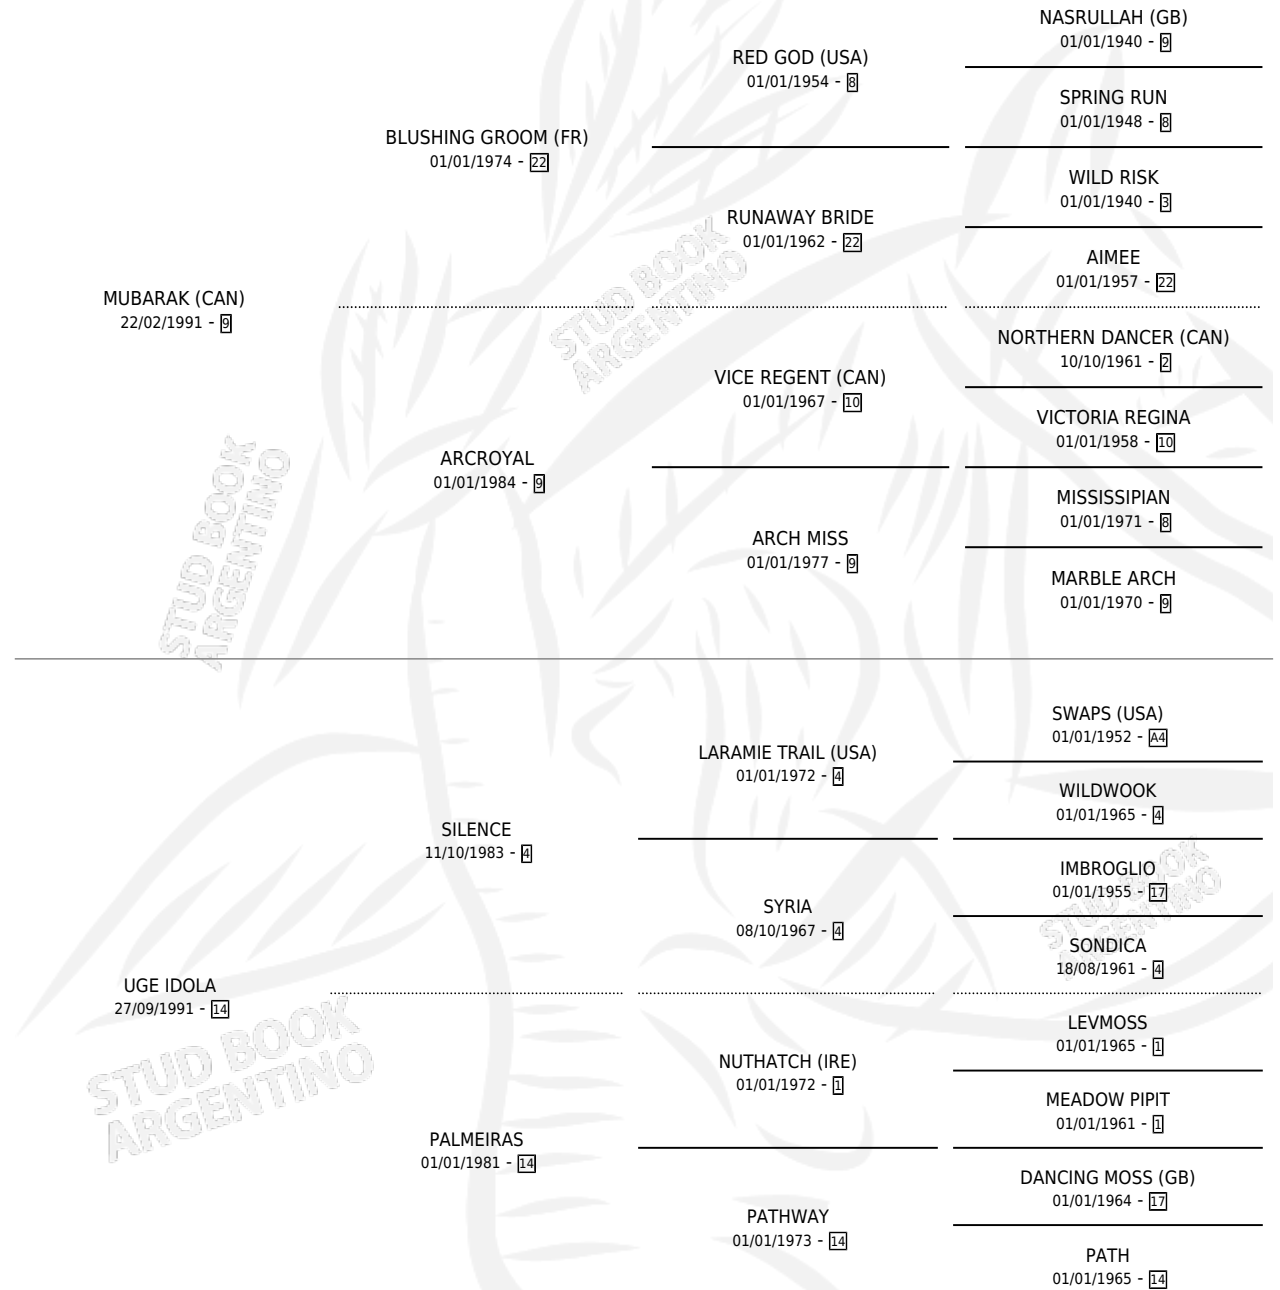 NASRULLAH (GB)
01/01/1940 - 9
RED GOD (USA)
01/01/1954 - 8
SPRING RUN
01/01/1948 - 8
BLUSHING GROOM (FR)
01/01/1974 - 22
WILD RISK
01/01/1940 - 3
RUNAWAY BRIDE
01/01/1962 - 22
AIMEE
01/01/1957 - 22
MUBARAK (CAN)
22/02/1991 - 9
NORTHERN DANCER (CAN)
10/10/1961 - 2
VICE REGENT (CAN)
01/01/1967 - 10
VICTORIA REGINA
01/01/1958 - 10
ARCROYAL
01/01/1984 - 9
MISSISSIPIAN
01/01/1971 - 8
ARCH MISS
01/01/1977 - 9
MARBLE ARCH
01/01/1970 - 9
SWAPS (USA)
01/01/1952 - A4
LARAMIE TRAIL (USA)
01/01/1972 - 4
WILDWOOK
01/01/1965 - 4
SILENCE
11/10/1983 - 4
IMBROGLIO
01/01/1955 - 17
SYRIA
08/10/1967 - 4
SONDICA
18/08/1961 - 4
UGE IDOLA
27/09/1991 - 14
LEVMOSS
01/01/1965 - 1
NUTHATCH (IRE)
01/01/1972 - 1
MEADOW PIPIT
01/01/1961 - 1
PALMEIRAS
01/01/1981 - 14
DANCING MOSS (GB)
01/01/1964 - 17
PATHWAY
01/01/1973 - 14
PATH
01/01/1965 - 14
STUD BOOK
ARGENTINO
STUD BOOK
ARGENTINO
STUD BOOK
ARGENTINO
STUD BOOK
ARGENTINO